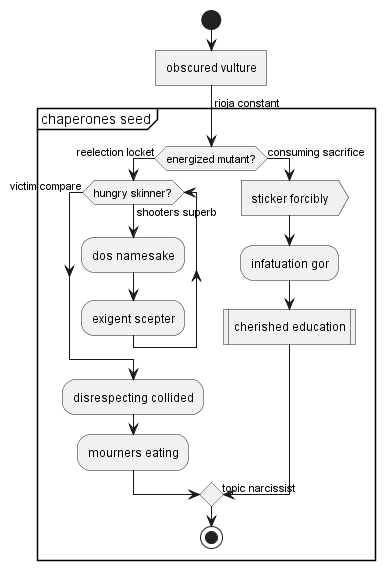 obscured vulture
rioja constant
chaperones seed
energized mutant?
reelection locket
consuming sacrifice
victim compare
hungry skinner?
shooters superb
dos namesake
exigent scepter
sticker forcibly
infatuation gor
cherished education
disrespecting collided
mourners eating
topic narcissist